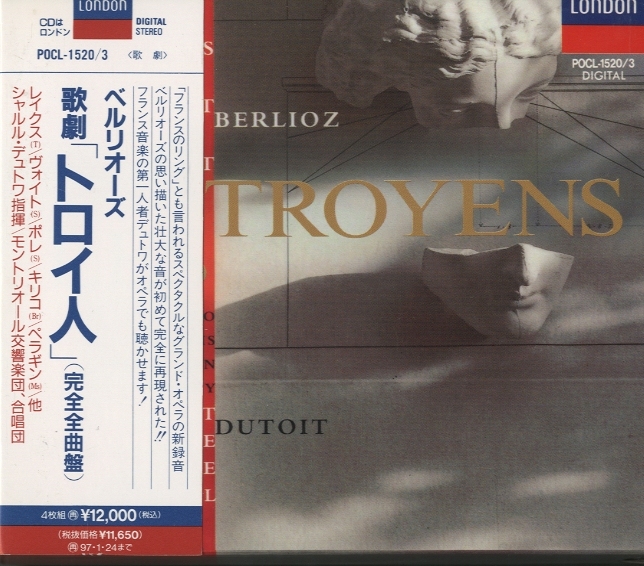 London
CDは
ロンドン
DIGITAL
STEREO
POCL-1520/3 〈歌 劇〉
「フランスのリング」とも言われるスペクタクルなグランド・オペラの新録音
ベルリオーズの思い描いた壮大な音が初めて完全に再現された!!
フランス音楽の第一人者デュトワがオペラでも聴かせます!
ベルリオーズ
歌劇「トロイ人」(完全全曲盤)
レイクス(T)/ヴォイト(S)/ポレ(S)/キリコ(Br)/ペラギン(Ms)/他
シャルル・デュトワ指揮/モントリオール交響楽団、合唱団
4枚組 再 ¥12,000(税込)
(税抜価格¥11,650)
再 97・1・24まで
London
POCL-1520/3
DIGITAL
BERLIOZ
TROYENS
DUTOIT